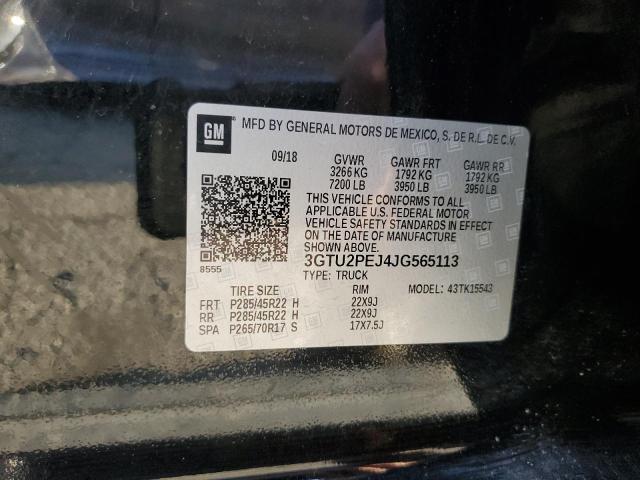 GM MFD BY GENERAL MOTORS DE MEXICO, S. DE R.L. DE C.V.
09/18 GVWR GAWR FRT GAWR RR
3266 KG 1792 KG 1792 KG
7200 LB 3950 LB 3950 LB
THIS VEHICLE CONFORMS TO ALL
APPLICABLE U.S. FEDERAL MOTOR
VEHICLE SAFETY STANDARDS IN EFFECT
ON THE DATE OF MANUFACTURE
SHOWN ABOVE.
3GTU2PEJ4JG565113
8555 TYPE: TRUCK
TIRE SIZE RIM MODEL: 43TK15543
FRT P285/45R22 H 22X9J
RR P285/45R22 H 22X9J
SPA P265/70R17 S 17X7.5J